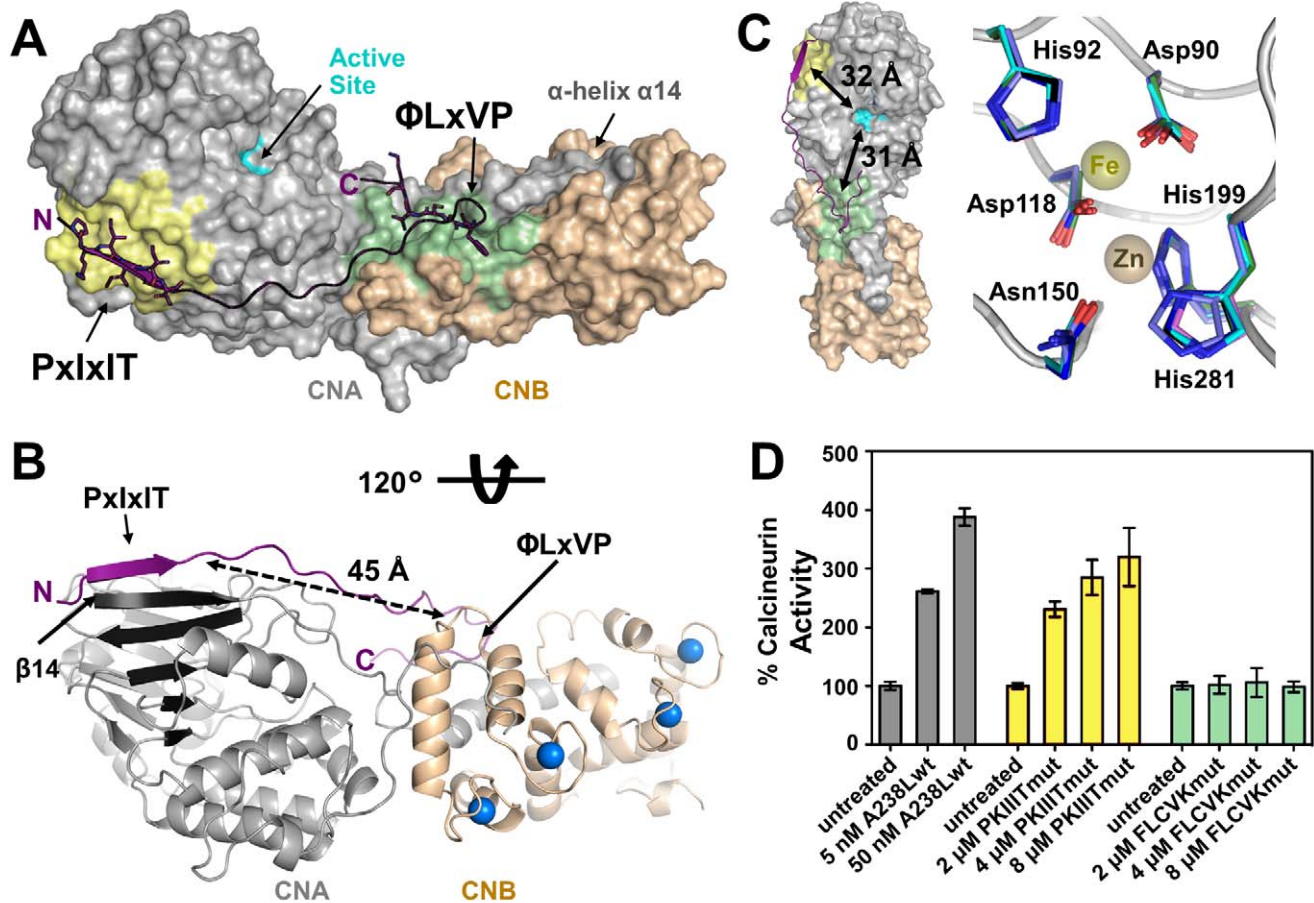 A
Active
Site
ΦLxVP
α-helix α14
C
N
PxIxIT
CNA
CNB
C
32 Å
31 Å
His92
Asp90
Fe
Asp118
His199
Zn
Asn150
His281
B
120°
PxIxIT
ΦLxVP
45 Å
N
C
β14
CNA
CNB
D
% Calcineurin
Activity
500
400
300
200
100
0
untreated
5 nM A238Lwt
50 nM A238Lwt
untreated
2 µM PKIIITmut
4 µM PKIIITmut
8 µM PKIIITmut
untreated
2 µM FLCVKmut
4 µM FLCVKmut
8 µM FLCVKmut